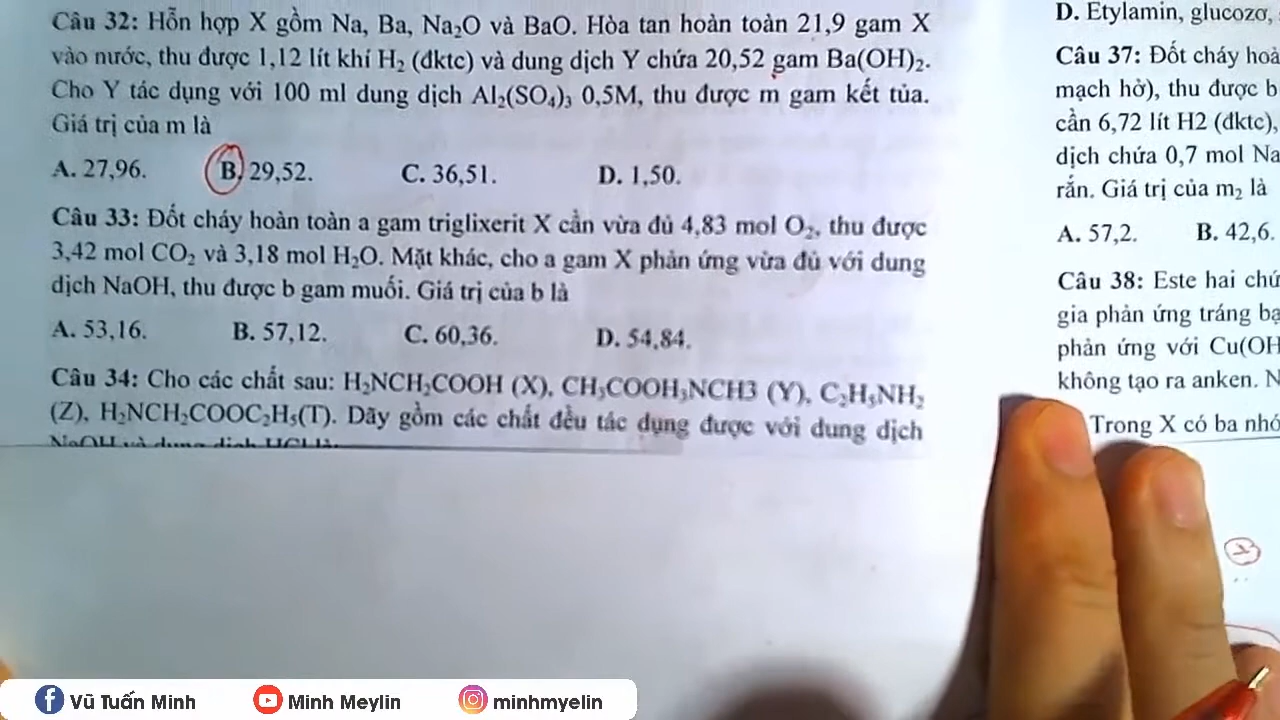 Câu 32: Hỗn hợp X gồm Na, Ba, Na₂O và BaO. Hòa tan hoàn toàn 21,9 gam X
vào nước, thu được 1,12 lít khí H₂ (đktc) và dung dịch Y chứa 20,52 gam Ba(OH)₂.
Cho Y tác dụng với 100 ml dung dịch Al₂(SO₄)₃ 0,5M, thu được m gam kết tủa.
Giá trị của m là
A. 27,96. B. 29,52. C. 36,51. D. 1,50.
Câu 33: Đốt cháy hoàn toàn a gam triglixerit X cần vừa đủ 4,83 mol O₂, thu được
3,42 mol CO₂ và 3,18 mol H₂O. Mặt khác, cho a gam X phản ứng vừa đủ với dung
dịch NaOH, thu được b gam muối. Giá trị của b là
A. 53,16. B. 57,12. C. 60,36. D. 54,84.
Câu 34: Cho các chất sau: H₂NCH₂COOH (X), CH₃COOH₃NCH3 (Y), C₂H₅NH₂
(Z), H₂NCH₂COOC₂H₅(T). Dãy gồm các chất đều tác dụng được với dung dịch
NaOH và dung dịch HCl là:
D. Etylamin, glucozơ,
Câu 37: Đốt cháy
mạch hở), thu được
cần 6,72 lít H2 (đktc),
dịch chứa 0,7 mol
rắn. Giá trị của m₂ là
A. 57,2. B. 42,6.
Câu 38: Este hai
gia phản ứng tráng
phản ứng với
không tạo ra anken.
Trong X có ba
Vũ Tuấn Minh
Minh Meylin
minhmyelin